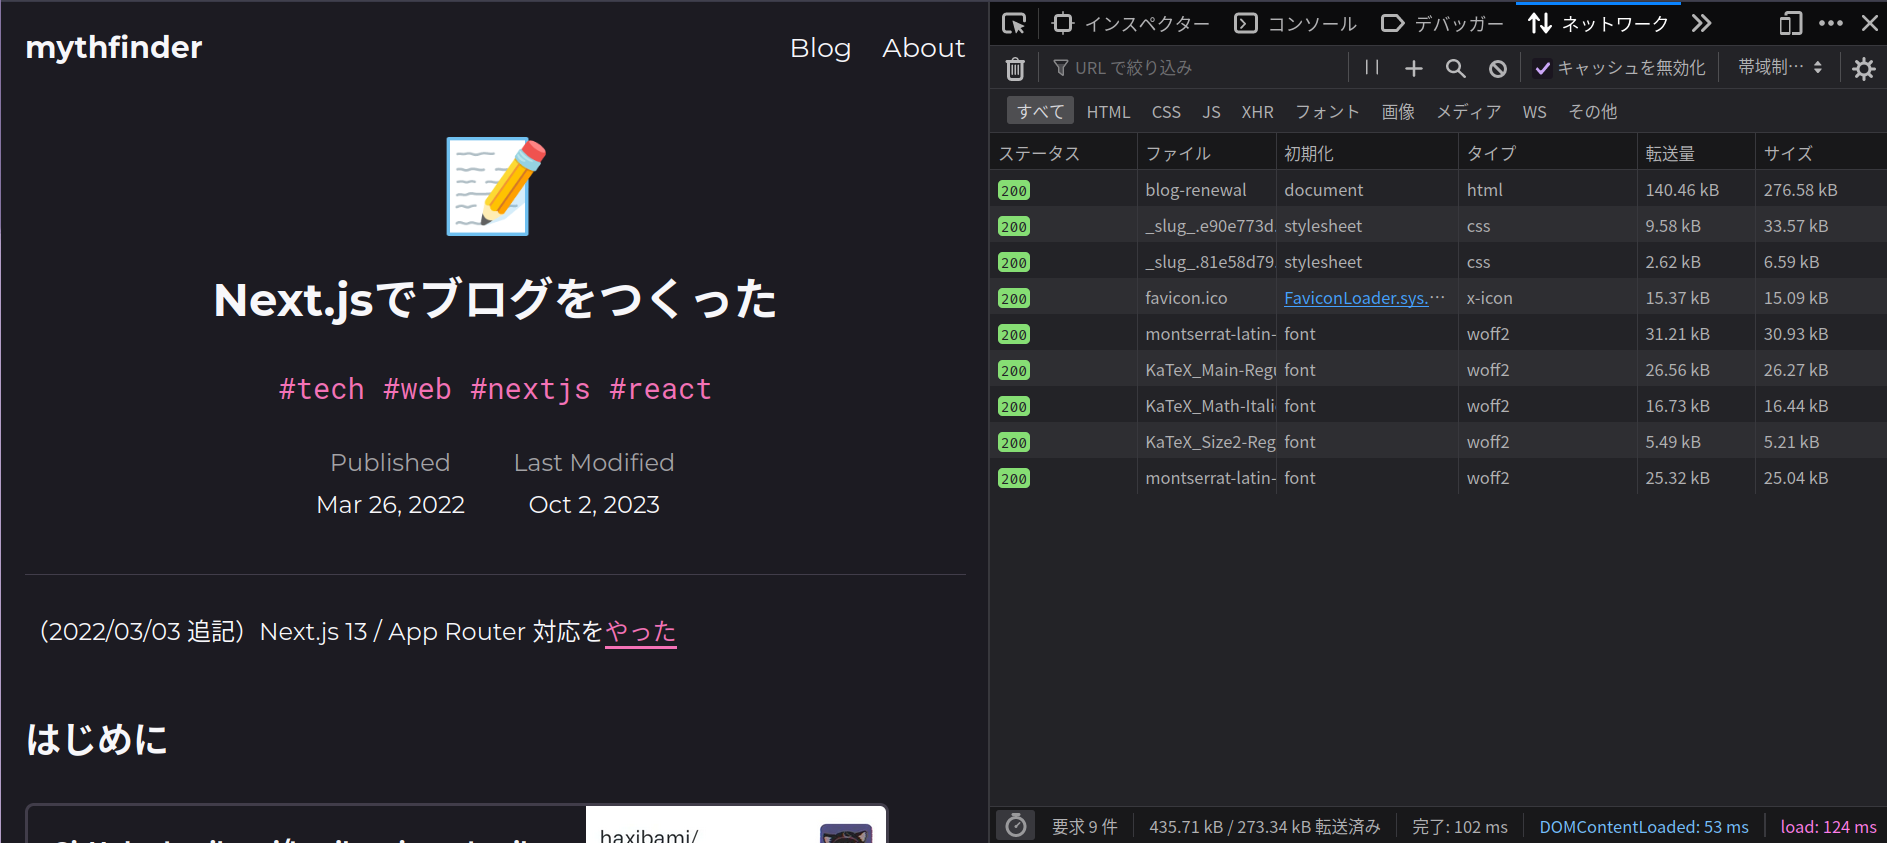 mythfinder
Blog About
Next.jsでブログをつくった
#tech #web #nextjs #react
Published Last Modified
Mar 26, 2022 Oct 2, 2023
（2022/03/03 追記）Next.js 13 / App Router 対応をやった
はじめに
haxibami/
インスペクター コンソール デバッガー ネットワーク
URL で絞り込み キャッシュを無効化 帯域制…
すべて HTML CSS JS XHR フォント 画像 メディア WS その他
ステータス ファイル 初期化 タイプ 転送量 サイズ
200 blog-renewal document html 140.46 kB 276.58 kB
200 _slug_.e90e773d. stylesheet css 9.58 kB 33.57 kB
200 _slug_.81e58d79. stylesheet css 2.62 kB 6.59 kB
200 favicon.ico FaviconLoader.sys.… x-icon 15.37 kB 15.09 kB
200 montserrat-latin- font woff2 31.21 kB 30.93 kB
200 KaTeX_Main-Regu font woff2 26.56 kB 26.27 kB
200 KaTeX_Math-Itali font woff2 16.73 kB 16.44 kB
200 KaTeX_Size2-Reg font woff2 5.49 kB 5.21 kB
200 montserrat-latin- font woff2 25.32 kB 25.04 kB
要求 9 件 435.71 kB / 273.34 kB 転送済み 完了: 102 ms DOMContentLoaded: 53 ms load: 124 ms